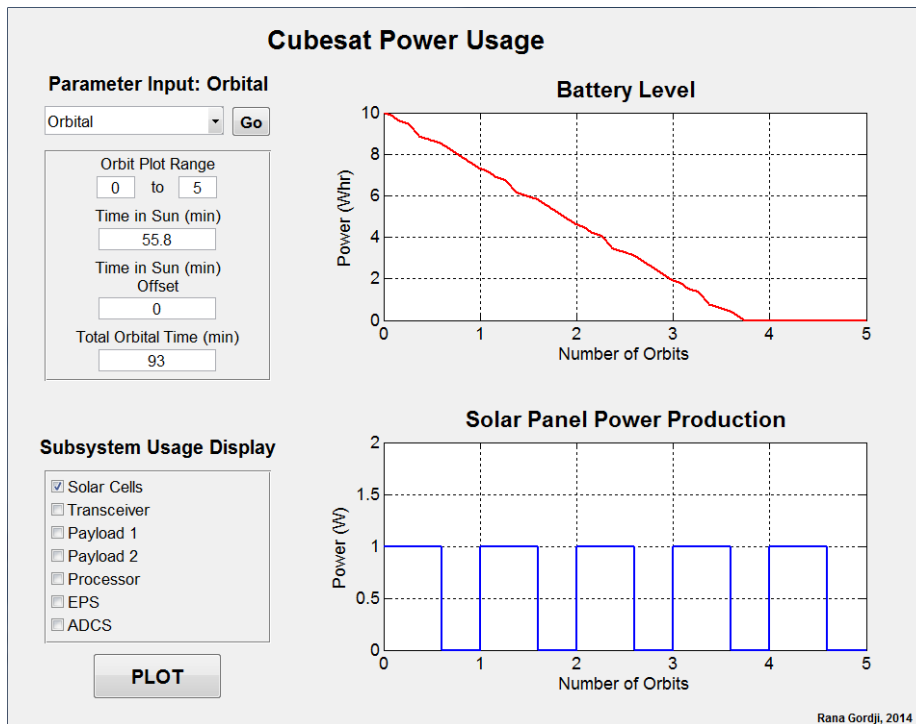 Cubesat Power Usage
Parameter Input: Orbital
Orbital
Go
Orbit Plot Range
0 to 5
Time in Sun (min)
55.8
Time in Sun (min)
Offset
0
Total Orbital Time (min)
93
Battery Level
10
8
6
4
2
0
Power (Whr)
0 1 2 3 4 5
Number of Orbits
Subsystem Usage Display
Solar Cells
Transceiver
Payload 1
Payload 2
Processor
EPS
ADCS
PLOT
Solar Panel Power Production
2
1.5
1
0.5
0
Power (W)
0 1 2 3 4 5
Number of Orbits
Rana Gordji, 2014